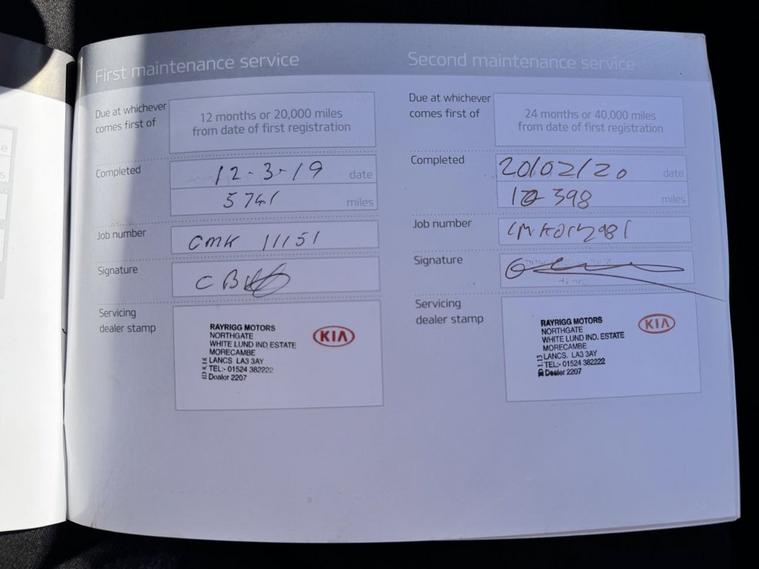 First maintenance service
Due at whichever comes first of
12 months or 20,000 miles
from date of first registration
Completed
12-3-19 date
5741 miles
Job number
CMK 11151
Signature
Servicing
dealer stamp
RAYRIGG MOTORS
NORTHGATE
WHITE LUND IND ESTATE
MORECAMBE
LANCS. LA3 3AY
TEL:- 01524 382222
Dealer 2207
KIA
Second maintenance service
Due at whichever
comes first of
24 months or 40,000 miles
from date of first registration
Completed
20/02/20 date
12 398 miles
Job number
Signature
Servicing
dealer stamp
RAYRIGG MOTORS
NORTHGATE
WHITE LUND IND. ESTATE
MORECAMBE
LANCS. LA3 3AY
TEL:- 01524 382222
Dealer 2207
KIA